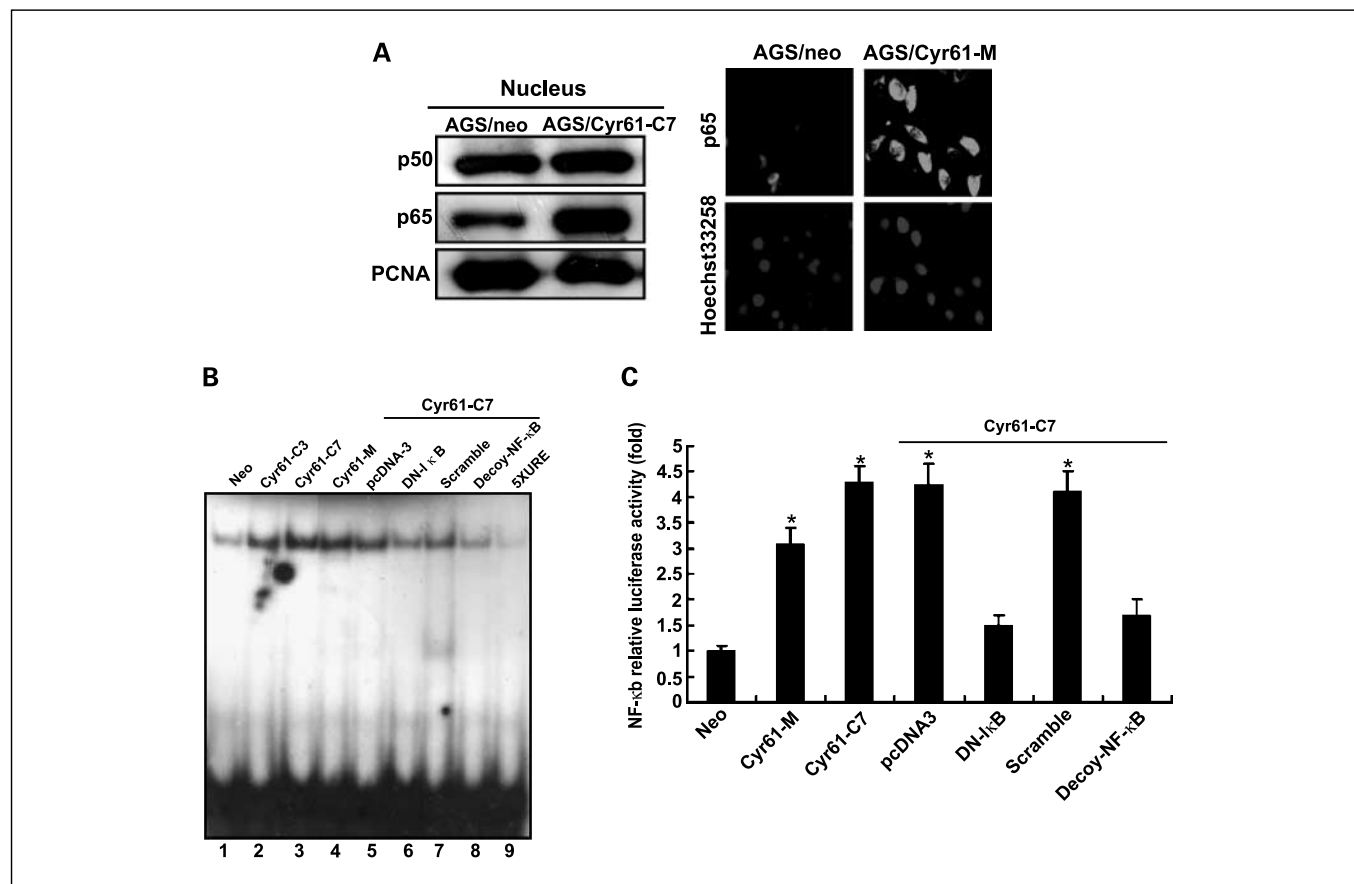 A
Nucleus
AGS/neo AGS/Cyr61-C7
p50
p65
PCNA
AGS/neo AGS/Cyr61-M
p65
Hoechst33258
B
Cyr61-C7
Neo
Cyr61-C3
Cyr61-C7
Cyr61-M
pcDNA-3
DN-I κ B
Scramble
Decoy-NF-κB
5XURE
1 2 3 4 5 6 7 8 9
C
Cyr61-C7
NF-κb relative luciferase activity (fold)
5
4.5
4
3.5
3
2.5
2
1.5
1
0.5
0
* * * *
Neo
Cyr61-M
Cyr61-C7
pcDNA3
DN-IκB
Scramble
Decoy-NF-κB